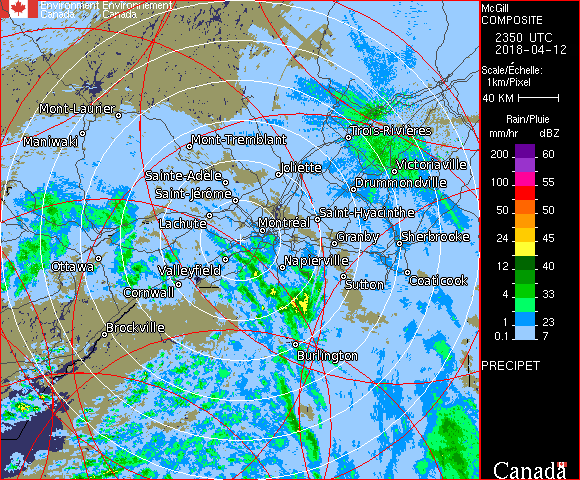 Environment Environnement
Canada Canada
McGill
COMPOSITE
2350 UTC
2018-04-12
Scale/Échelle:
1km/Pixel
40 KM
Rain/Pluie
mm/hr dBZ
200 60
100 55
50 50
24 45
12 40
8 33
4 33
1 23
0.1 7
PRECIPET
Canada
Mont-Laurier
Maniwaki
Mont-Tremblant
Trois-Rivières
Joliette
Victoriaville
Sainte-Adèle
Drummondville
Saint-Jérôme
Saint-Hyacinthe
Lachute
Montréal
Granby
Sherbrooke
Ottawa
Valleyfield
Napierville
Cornwall
Sutton
Coaticook
Brockville
Burlington